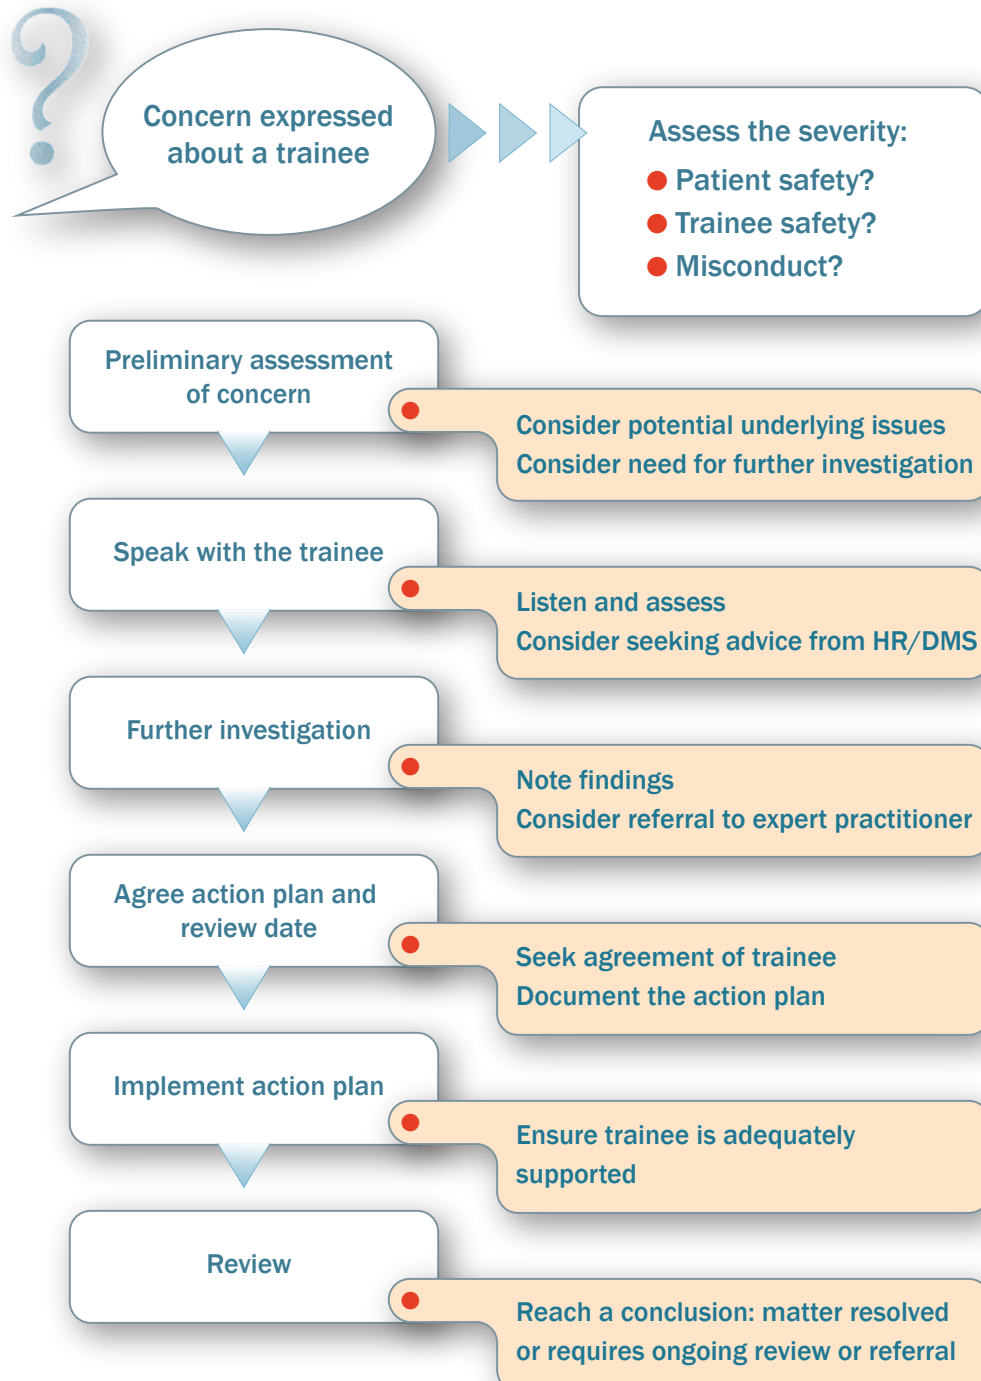 ?
Concern expressed
about a trainee
Assess the severity:
Patient safety?
Trainee safety?
Misconduct?
Preliminary assessment
of concern
Consider potential underlying issues
Consider need for further investigation
Speak with the trainee
Listen and assess
Consider seeking advice from HR/DMS
Further investigation
Note findings
Consider referral to expert practitioner
Agree action plan and
review date
Seek agreement of trainee
Document the action plan
Implement action plan
Ensure trainee is adequately
supported
Review
Reach a conclusion: matter resolved
or requires ongoing review or referral